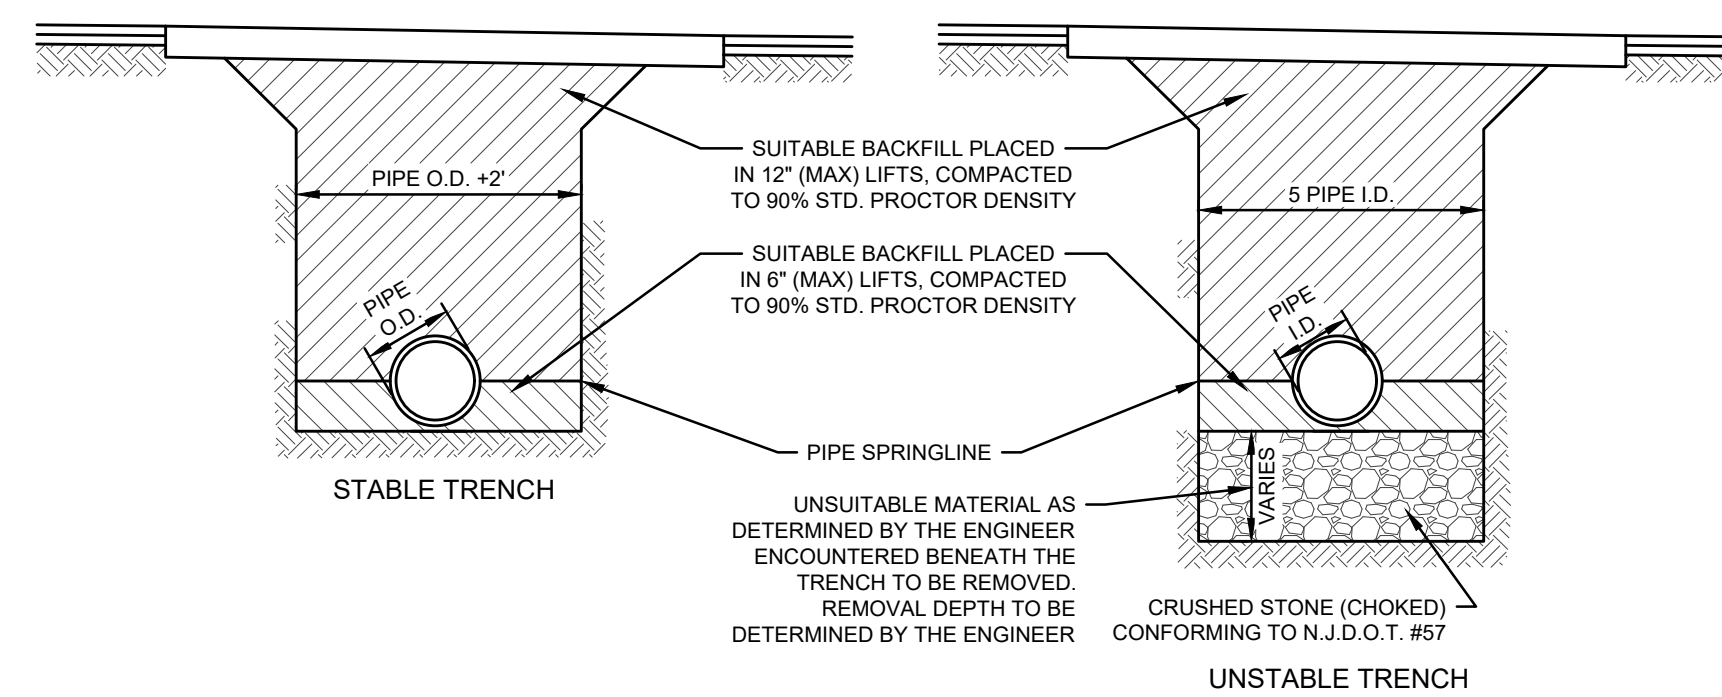 SUITABLE BACKFILL PLACED
IN 12" (MAX) LIFTS, COMPACTED
TO 90% STD. PROCTOR DENSITY
PIPE O.D. +2'
5 PIPE I.D.
SUITABLE BACKFILL PLACED
IN 6" (MAX) LIFTS, COMPACTED
TO 90% STD. PROCTOR DENSITY
PIPE
O.D.
PIPE
I.D.
PIPE SPRINGLINE
STABLE TRENCH
VARIES
UNSUITABLE MATERIAL AS
DETERMINED BY THE ENGINEER
ENCOUNTERED BENEATH THE
TRENCH TO BE REMOVED.
REMOVAL DEPTH TO BE
DETERMINED BY THE ENGINEER
CRUSHED STONE (CHOKED)
CONFORMING TO N.J.D.O.T. #57
UNSTABLE TRENCH